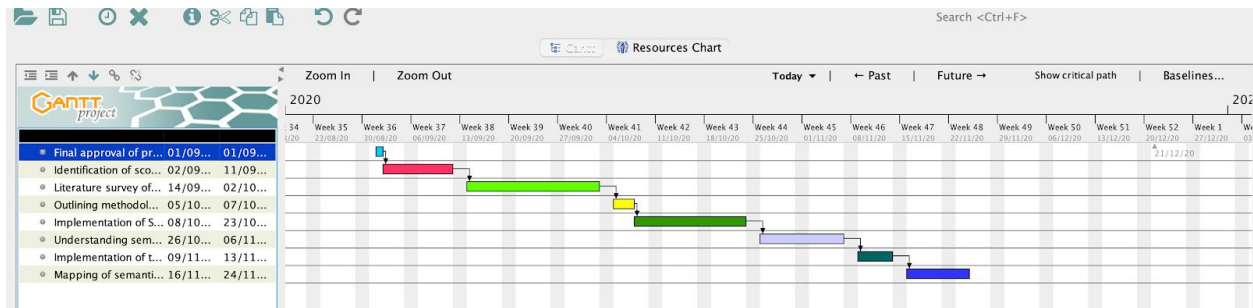 Search <Ctrl+F>
Gantt
Resources Chart
Zoom In | Zoom Out
Today ▾ | ← Past | Future → Show critical path | Baselines...
GANTT
project
2020
202
34 Week 35 Week 36 Week 37 Week 38 Week 39 Week 40 Week 41 Week 42 Week 43 Week 44 Week 45 Week 46 Week 47 Week 48 Week 49 Week 50 Week 51 Week 52 Week 1 W
/20 23/08/20 30/08/20 06/09/20 13/09/20 20/09/20 27/09/20 04/10/20 11/10/20 18/10/20 25/10/20 01/11/20 08/11/20 15/11/20 22/11/20 29/11/20 06/12/20 13/12/20 20/12/20 27/12/20 03
21/12/20
Final approval of pr... 01/09... 01/09...
Identification of sco... 02/09... 11/09...
Literature survey of... 14/09... 02/10...
Outlining methodol... 05/10... 07/10...
Implementation of S... 08/10... 23/10...
Understanding sem... 26/10... 06/11...
Implementation of t... 09/11... 13/11...
Mapping of semanti... 16/11... 24/11...